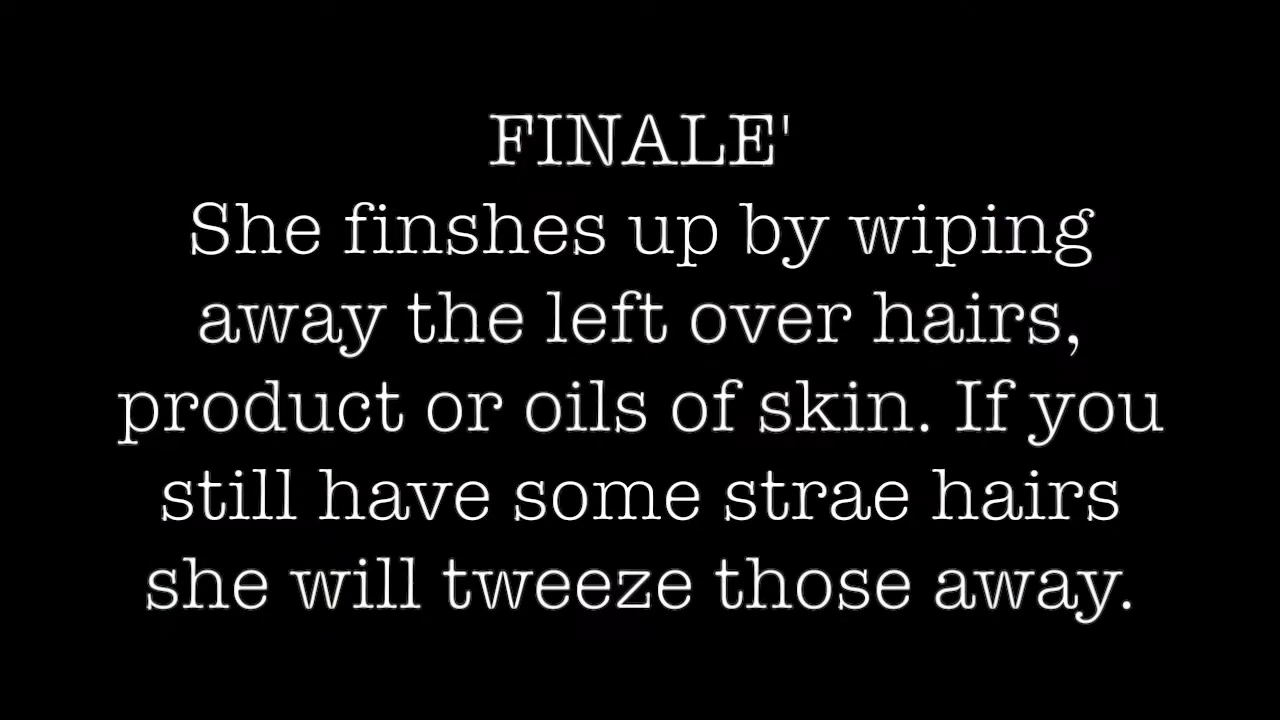 FINALE'
She finshes up by wiping
away the left over hairs,
product or oils of skin. If you
still have some strae hairs
she will tweeze those away.